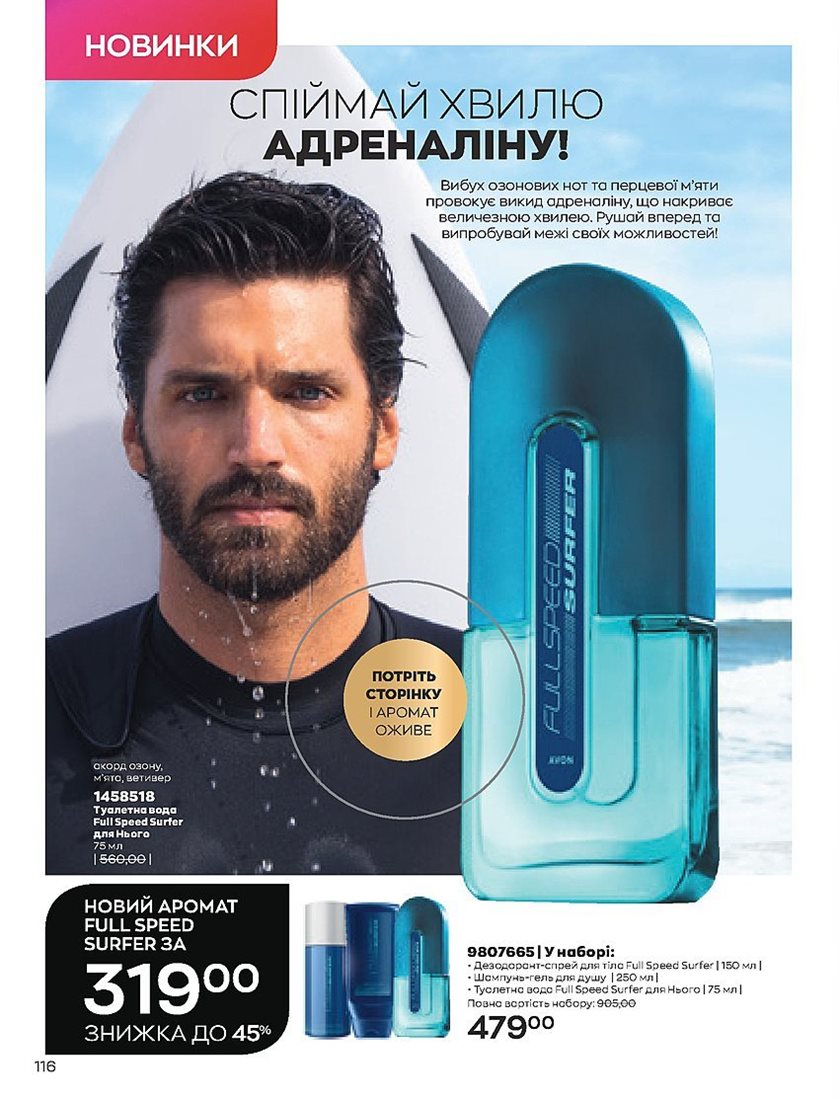 НОВИНКИ
СПІЙМАЙ ХВИЛЮ
АДРЕНАЛІНУ!
Вибух озонових нот та перцевої м'яти
провокує викид адреналіну, що накриває
величезною хвилею. Рушай вперед та
випробувай межі своїх можливостей!
FULL SPEED
SURFER
AVON
ПОТРІТЬ
СТОРІНКУ
І АРОМАТ
ОЖИВЕ
акорд озону,
м'ята, ветивер
1458518
Туалетна вода
Full Speed Surfer
для Нього
75 мл
| 560,00 |
НОВИЙ АРОМАТ
FULL SPEED
SURFER ЗА
31900
ЗНИЖКА ДО 45%
9807665 | У наборі:
• Дезодорант-спрей для тіла Full Speed Surfer | 150 мл |
• Шампунь-гель для душу | 250 мл |
• Туалетна вода Full Speed Surfer для Нього | 75 мл |
Повна вартість набору: 905,00
47900
116